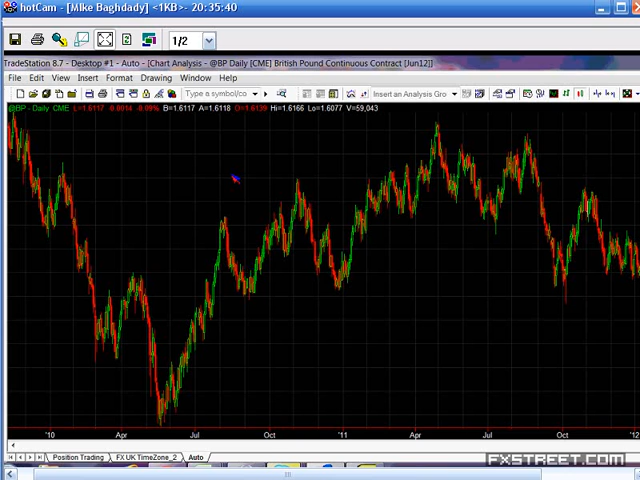 hotCam - [Mike Baghdady] <1KB>- 20:35:40
1/2
TradeStation 8.7 - Desktop #1 - Auto - [Chart Analysis - @BP Daily [CME] British Pound Continuous Contract [Jun12]]
File Edit View Insert Format Drawing Window Help
Type a symbol/co
Insert an Analysis Gro
@BP - Daily CME L=1.6117 -0.0014 -0.09% B=1.6117 A=1.6118 O=1.6139 Hi=1.6166 Lo=1.6077 V=59,043
'10 Apr Jul Oct '11 Apr Jul Oct '12
Position Trading FX UK TimeZone_2 Auto
FXSTREET.COM